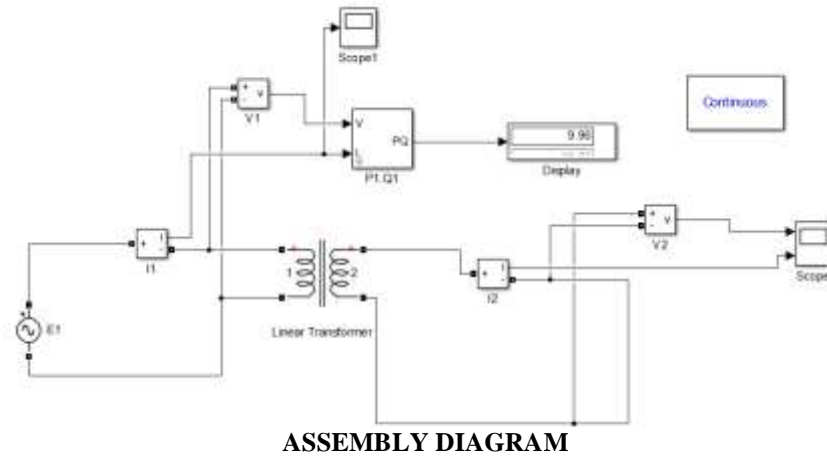 Scope1
+
-
v
V1
Continuous
V
I
PQ
P1.Q1
9.96
Display
+
-
v
V2
+
I
-
I1
1
2
+
I
-
I2
Scope
E1
Linear Transformer
ASSEMBLY DIAGRAM